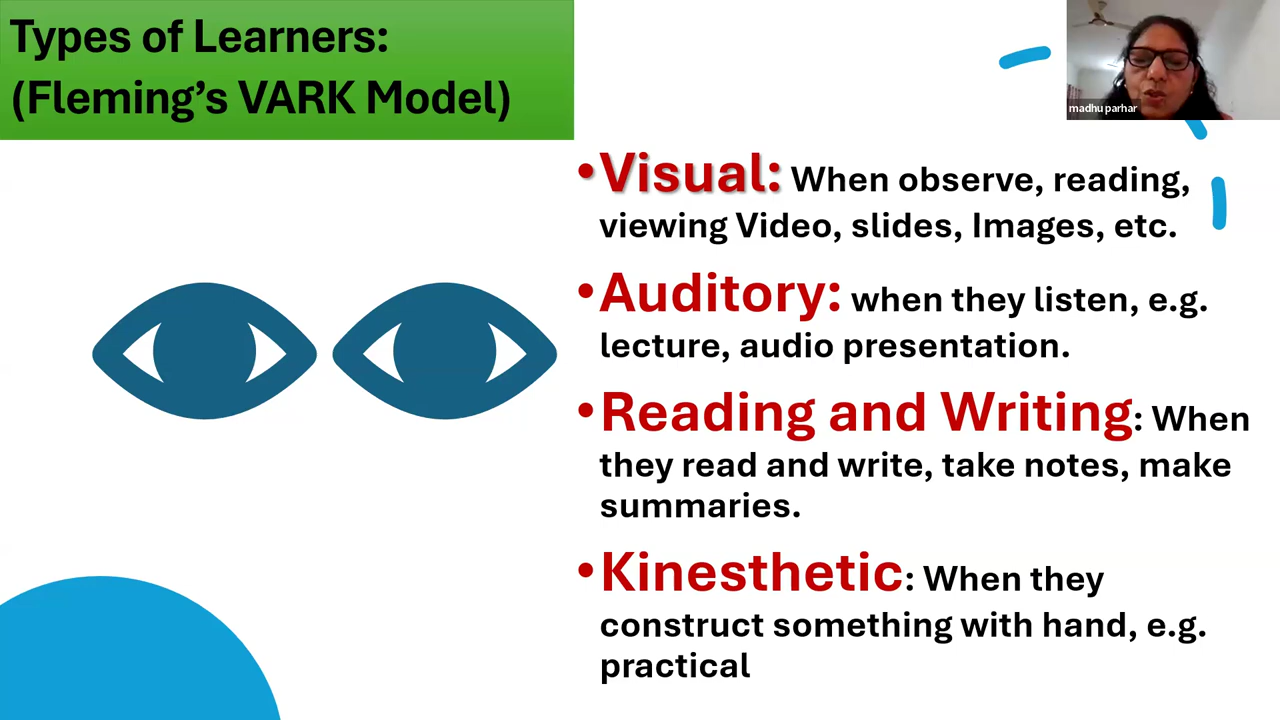 Types of Learners:
(Fleming’s VARK Model)
madhu parhar
•Visual: When observe, reading,
viewing Video, slides, Images, etc.
•Auditory: when they listen, e.g.
lecture, audio presentation.
•Reading and Writing: When
they read and write, take notes, make
summaries.
•Kinesthetic: When they
construct something with hand, e.g.
practical